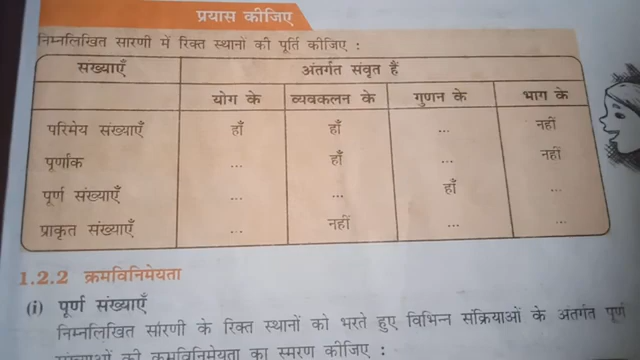 प्रयास कीजिए
निम्नलिखित सारणी में रिक्त स्थानों की पूर्ति कीजिए :
संख्याएँ अंतर्गत संवृत हैं
योग के व्यवकलन के गुणन के भाग के
परिमेय संख्याएँ हाँ हाँ ... नहीं
पूर्णांक ... हाँ ... नहीं
पूर्ण संख्याएँ ... ... हाँ ...
प्राकृत संख्याएँ ... नहीं ... ...
1.2.2 क्रमविनिमेयता
(i) पूर्ण संख्याएँ
निम्नलिखित सारणी के रिक्त स्थानों को भरते हुए विभिन्न संक्रियाओं के अंतर्गत पूर्ण
संख्याओं की क्रमविनिमेयता का स्मरण कीजिए :